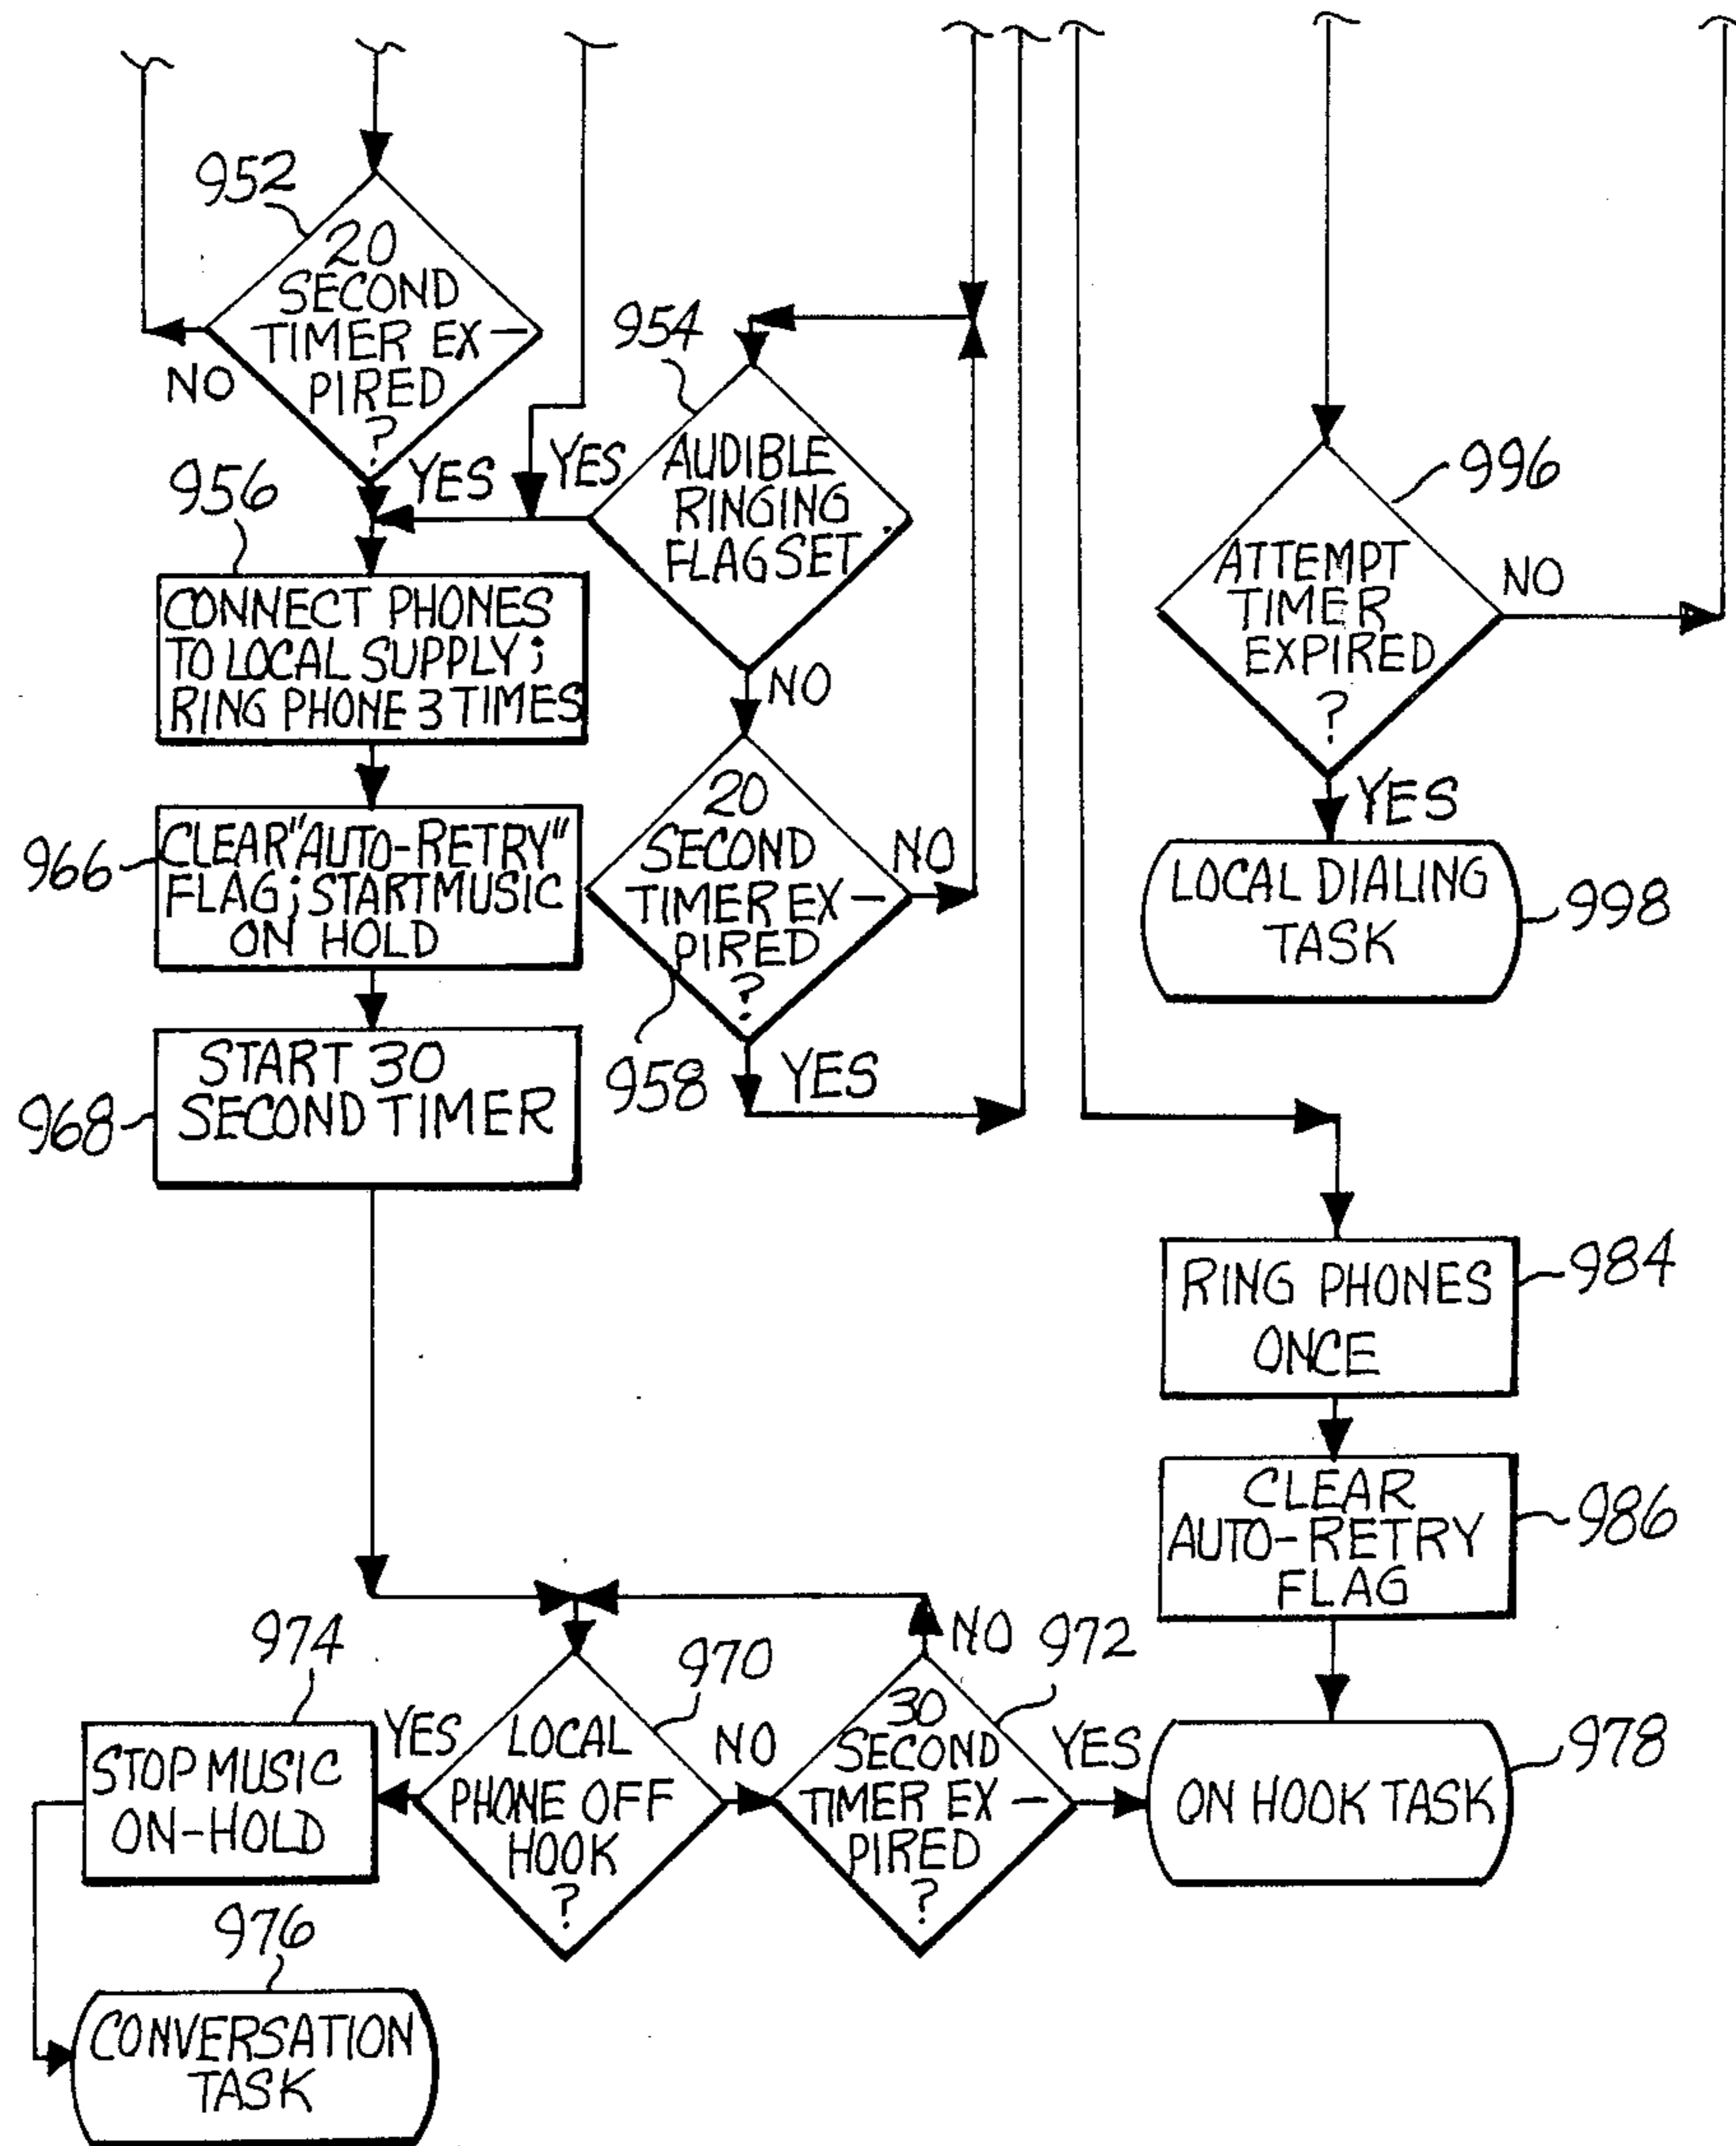 952
20
SECOND
TIMER EX-
PIRED
?
NO
YES
954
AUDIBLE
RINGING
FLAG SET
YES
NO
956
CONNECT PHONES
TO LOCAL SUPPLY;
RING PHONE 3 TIMES
996
ATTEMPT
TIMER
EXPIRED
?
NO
YES
966
CLEAR "AUTO-RETRY"
FLAG; START MUSIC
ON HOLD
20
SECOND
TIMER EX-
PIRED
?
NO
YES
958
LOCAL DIALING
TASK
998
968
START 30
SECOND TIMER
RING PHONES
ONCE
984
CLEAR
AUTO-RETRY
FLAG
986
974
STOP MUSIC
ON-HOLD
YES
970
LOCAL
PHONE OFF
HOOK
?
NO
972
30
SECOND
TIMER EX-
PIRED
?
NO
YES
978
ON HOOK TASK
976
CONVERSATION
TASK